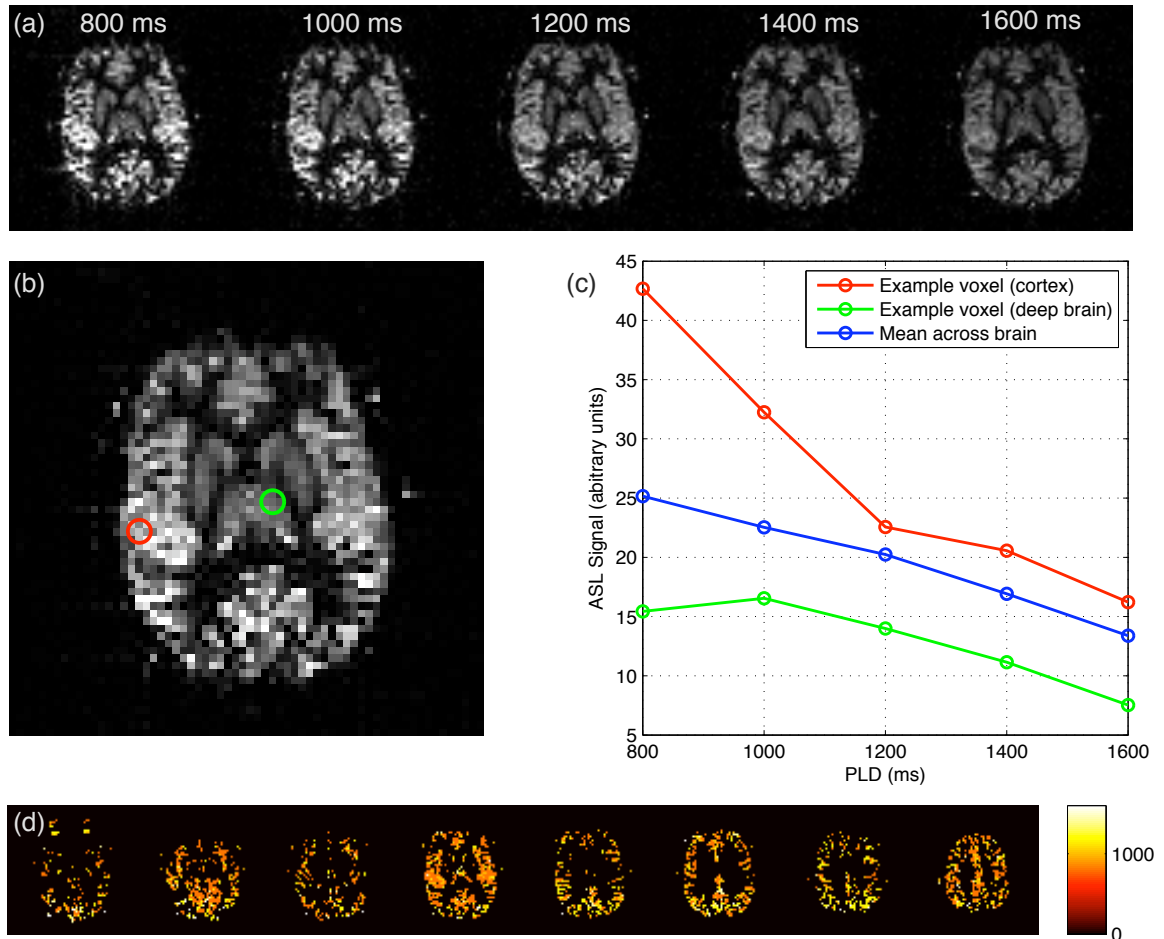 (a)
800 ms 1000 ms 1200 ms 1400 ms 1600 ms
(b)
(c)
45
40
35
30
25
20
15
10
5
ASL Signal (abitrary units)
Example voxel (cortex)
Example voxel (deep brain)
Mean across brain
800 1000 1200 1400 1600
PLD (ms)
(d)
1000
0